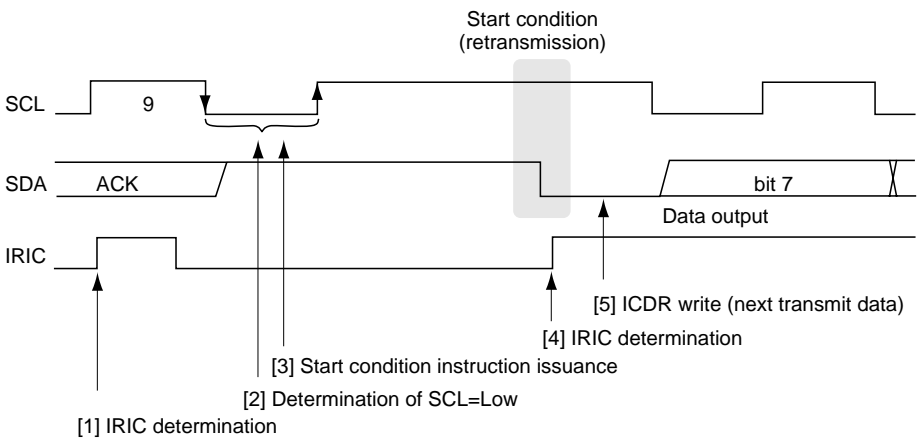 Start condition
(retransmission)
SCL
9
SDA
ACK
bit 7
Data output
IRIC
[5] ICDR write (next transmit data)
[4] IRIC determination
[3] Start condition instruction issuance
[2] Determination of SCL=Low
[1] IRIC determination